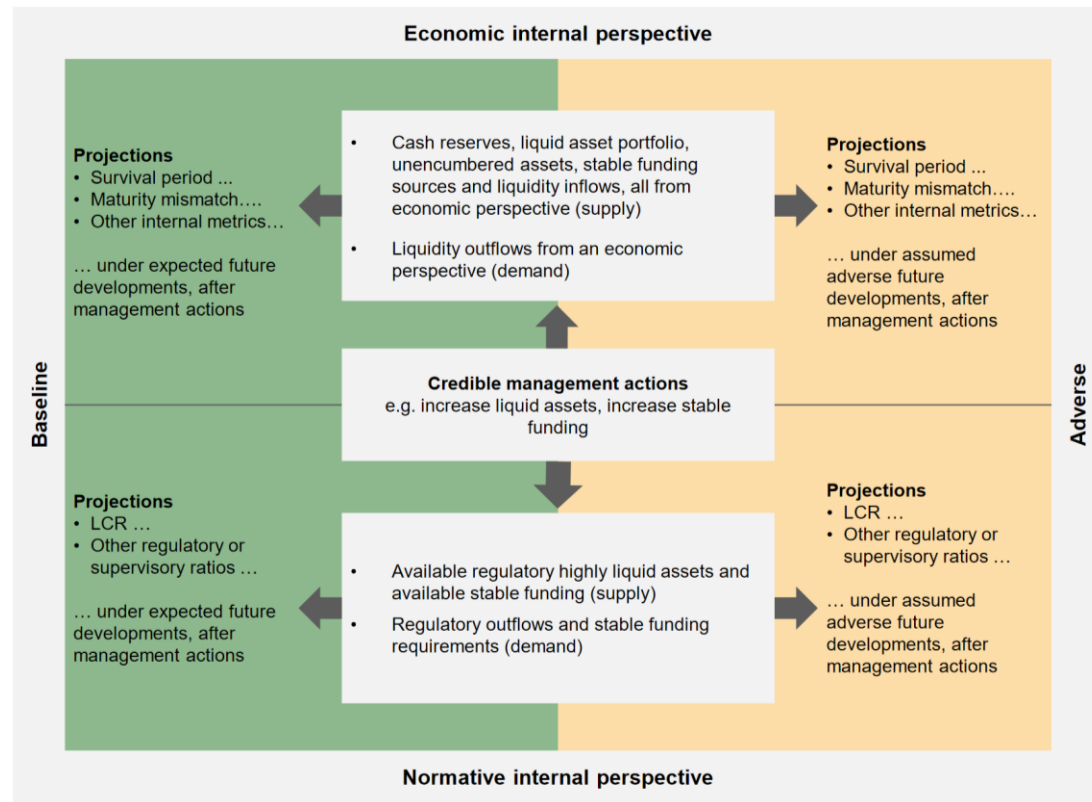 Economic internal perspective
Baseline
Projections
• Survival period ...
• Maturity mismatch….
• Other internal metrics…
… under expected future
developments, after
management actions
• Cash reserves, liquid asset portfolio,
unencumbered assets, stable funding
sources and liquidity inflows, all from
economic perspective (supply)
• Liquidity outflows from an economic
perspective (demand)
Projections
• Survival period ...
• Maturity mismatch….
• Other internal metrics…
… under assumed
adverse future
developments, after
management actions
Adverse
Credible management actions
e.g. increase liquid assets, increase stable
funding
Projections
• LCR …
• Other regulatory or
supervisory ratios …
… under expected future
developments, after
management actions
• Available regulatory highly liquid assets and
available stable funding (supply)
• Regulatory outflows and stable funding
requirements (demand)
Projections
• LCR …
• Other regulatory or
supervisory ratios …
… under assumed
adverse future
developments, after
management actions
Normative internal perspective